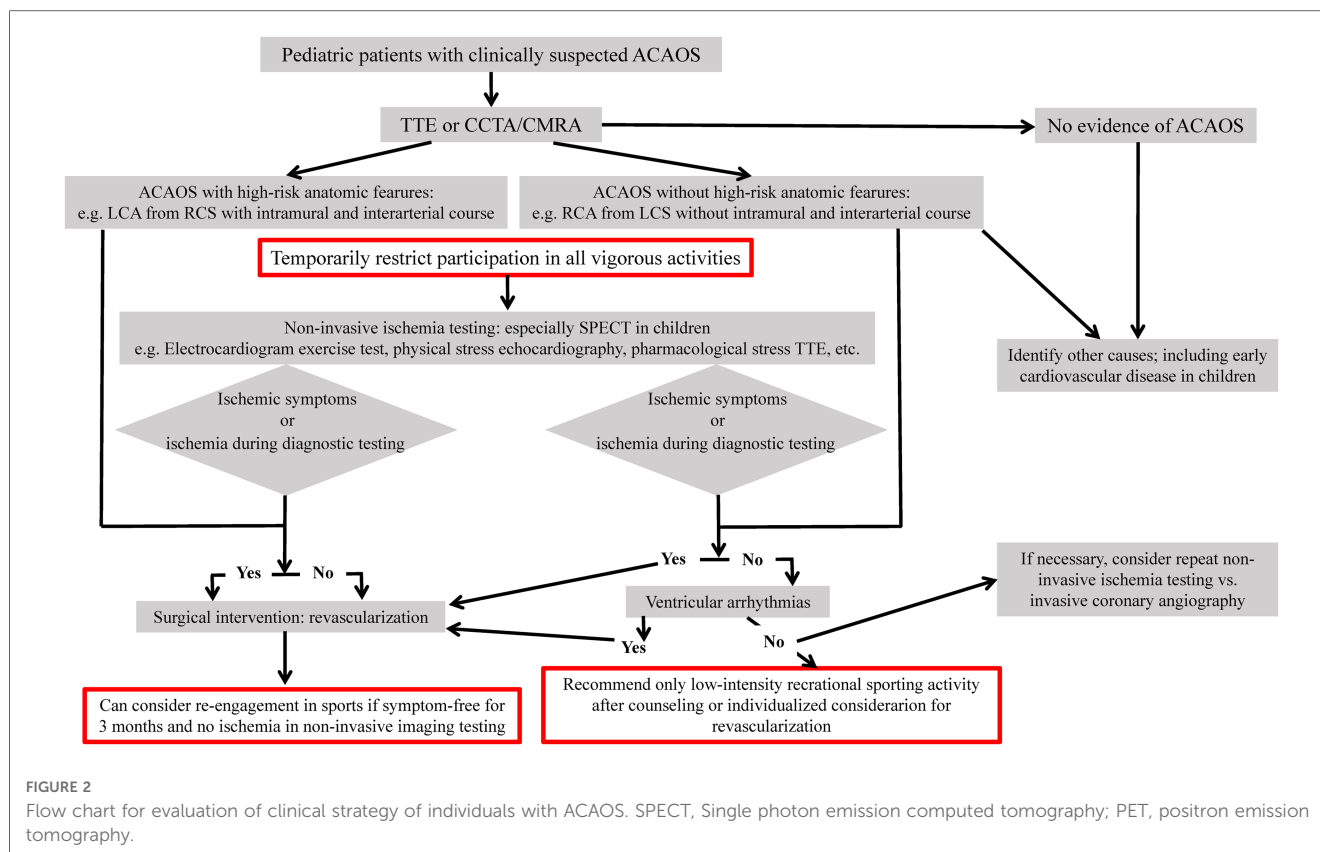 Pediatric patients with clinically suspected ACAOS
TTE or CCTA/CMRA
No evidence of ACAOS
ACAOS with high-risk anatomic fearures:
e.g. LCA from RCS with intramural and interarterial course
ACAOS without high-risk anatomic fearures:
e.g. RCA from LCS without intramural and interarterial course
Temporarily restrict participation in all vigorous activities
Non-invasive ischemia testing: especially SPECT in children
e.g. Electrocardiogram exercise test, physical stress echocardiography, pharmacological stress TTE, etc.
Identify other causes; including early
cardiovascular disease in children
Ischemic symptoms
or
ischemia during diagnostic testing
Ischemic symptoms
or
ischemia during diagnostic testing
Yes
No
Yes
No
If necessary, consider repeat non-
invasive ischemia testing vs.
invasive coronary angiography
Surgical intervention: revascularization
Ventricular arrhythmias
Yes
No
Can consider re-engagement in sports if symptom-free for
3 months and no ischemia in non-invasive imaging testing
Recommend only low-intensity recrational sporting activity
after counseling or individualized considerarion for
revascularization
FIGURE 2
Flow chart for evaluation of clinical strategy of individuals with ACAOS. SPECT, Single photon emission computed tomography; PET, positron emission
tomography.